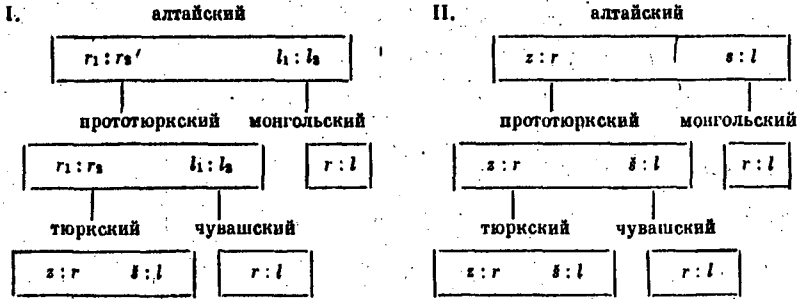 I. алтайский II. алтайский
r₁ : r₂′ l₁ : l₂ z : r s : l
прототюркский монгольский прототюркский монгольский
r₁ : r₂ l₁ : l₂ r : l z : r š : l r : l
тюркский чувашский тюркский чувашский
z : r š : l r : l z : r š : l r : l